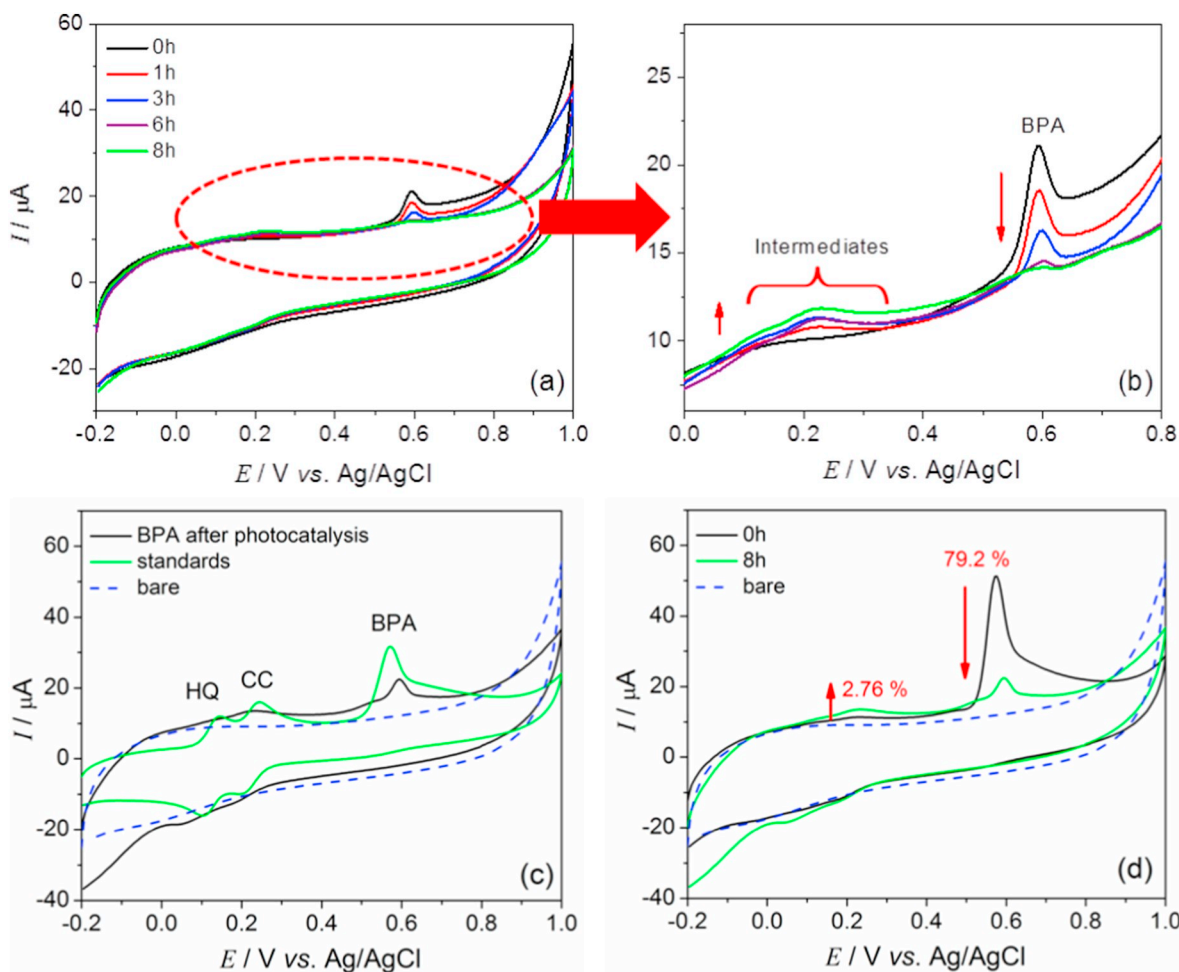 60
40
20
0
-20
I / µA
0h
1h
3h
6h
8h
(a)
-0.2 0.0 0.2 0.4 0.6 0.8 1.0
E / V vs. Ag/AgCl
25
20
15
10
BPA
Intermediates
(b)
0.0 0.2 0.4 0.6 0.8
E / V vs. Ag/AgCl
60
40
20
0
-20
-40
I / µA
BPA after photocatalysis
standards
bare
BPA
CC
HQ
(c)
-0.2 0.0 0.2 0.4 0.6 0.8 1.0
E / V vs. Ag/AgCl
60
40
20
0
-20
-40
I / µA
0h
8h
bare
79.2 %
2.76 %
(d)
-0.2 0.0 0.2 0.4 0.6 0.8 1.0
E / V vs. Ag/AgCl